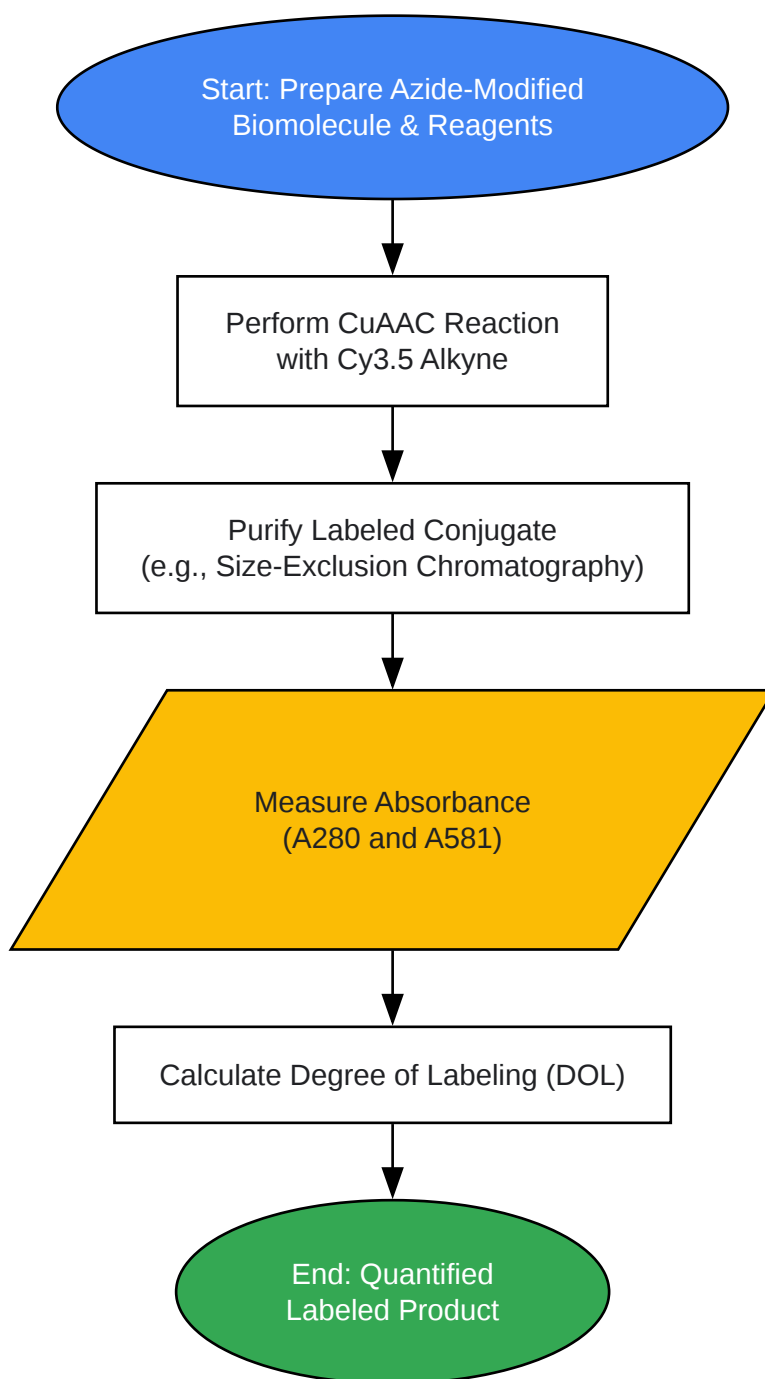 Start: Prepare Azide-Modified
Biomolecule & Reagents
Perform CuAAC Reaction
with Cy3.5 Alkyne
Purify Labeled Conjugate
(e.g., Size-Exclusion Chromatography)
Measure Absorbance
(A280 and A581)
Calculate Degree of Labeling (DOL)
End: Quantified
Labeled Product